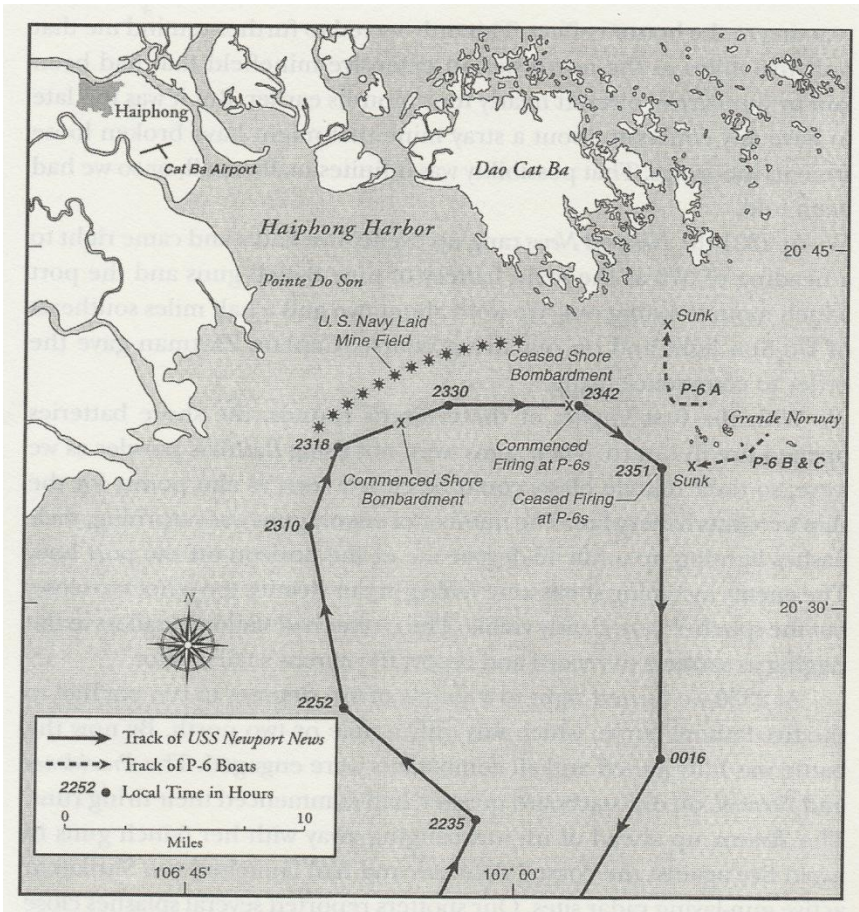 Haiphong
Cat Ba Airport
Dao Cat Ba
Haiphong Harbor
20° 45'
Pointe Do Son
Sunk
U. S. Navy Laid
Mine Field
Ceased Shore
Bombardment
P-6 A
2330
2342
Grande Norway
2318
Commenced
Firing at P-6s
2351
P-6 B & C
Sunk
Commenced Shore
Bombardment
Ceased Firing
at P-6s
2310
N
20° 30'
2252
Track of USS Newport News
Track of P-6 Boats
2252 Local Time in Hours
0
10
Miles
0016
2235
106° 45'
107° 00'